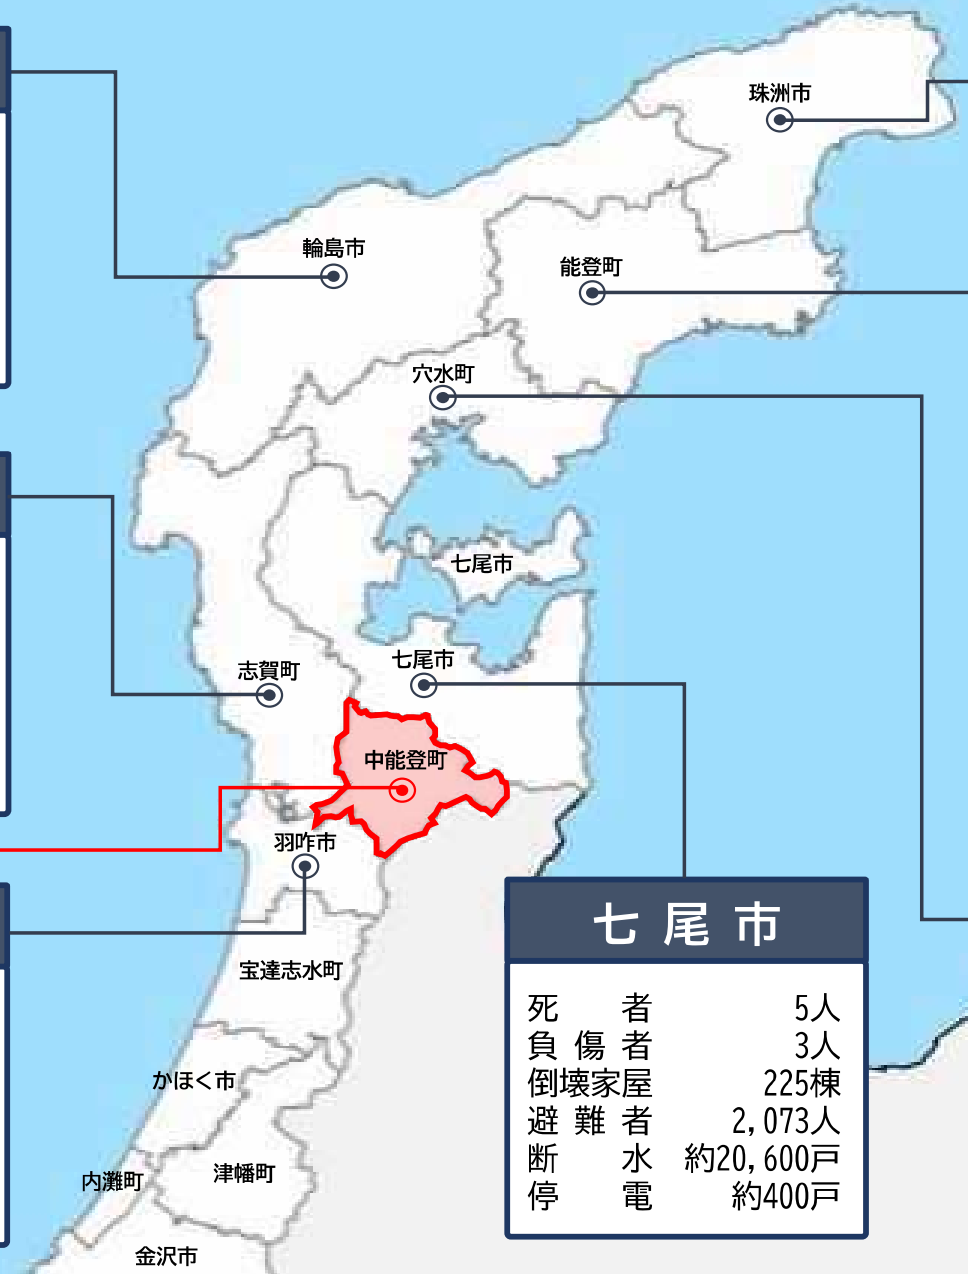 珠洲市
輪島市
能登町
穴水町
七尾市
七尾市
志賀町
中能登町
羽咋市
宝達志水町
かほく市
内灘町
津幡町
金沢市
七尾市
死者 5人
負傷者 3人
倒壊家屋 225棟
避難者 2,073人
断水 約20,600戸
停電 約400戸